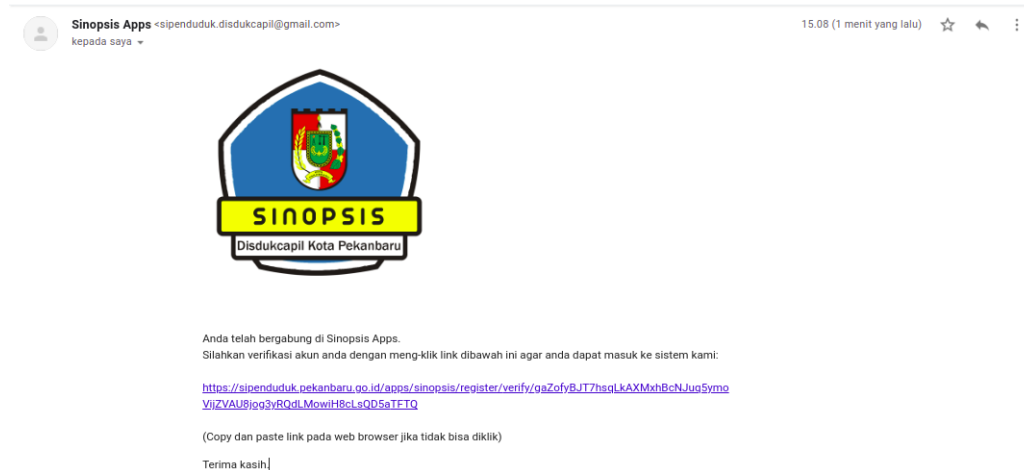 Sinopsis Apps <sipenduduk.disdukcapil@gmail.com>
15.08 (1 menit yang lalu)
kepada saya
SINOPSIS
Disdukcapil Kota Pekanbaru
Anda telah bergabung di Sinopsis Apps.
Silahkan verifikasi akun anda dengan meng-klik link dibawah ini agar anda dapat masuk ke sistem kami:
https://sipenduduk.pekanbaru.go.id/apps/sinopsis/register/verify/gaZofyBJT7hsqLkAXMxhBcNJuq5ymo
VijZVAU8jog3yRQdLMowiH8cLsQD5aTFTQ
(Copy dan paste link pada web browser jika tidak bisa diklik)
Terima kasih.